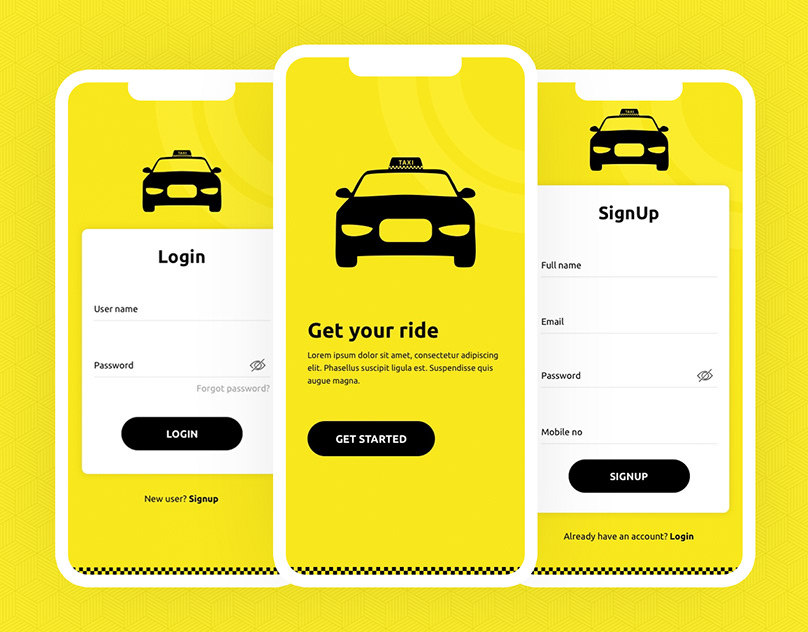 TAXI
Login
User name
Password
Forgot password?
LOGIN
New user? Signup
TAXI
Get your ride
Lorem ipsum dolor sit amet, consectetur adipiscing
elit. Phasellus suscipit ligula est. Suspendisse quis
augue magna.
GET STARTED
TAXI
SignUp
Full name
Email
Password
Mobile no
SIGNUP
Already have an account? Login